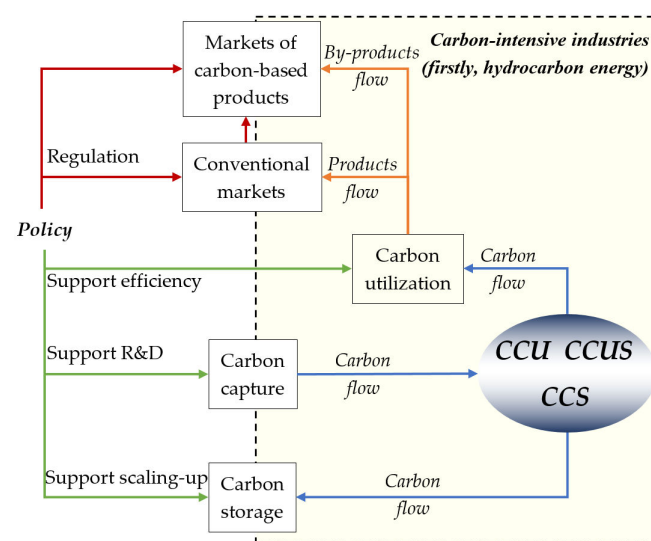 Markets of
carbon-based
products
By-products
flow
Carbon-intensive industries
(firstly, hydrocarbon energy)
Regulation
Conventional
markets
Products
flow
Policy
Support efficiency
Carbon
utilization
Carbon
flow
Support R&D
Carbon
capture
Carbon
flow
CCU CCUS
CCS
Support scaling-up
Carbon
storage
Carbon
flow